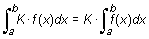 ∫_a^b K · f(x)dx = K · ∫_a^b f(x)dx